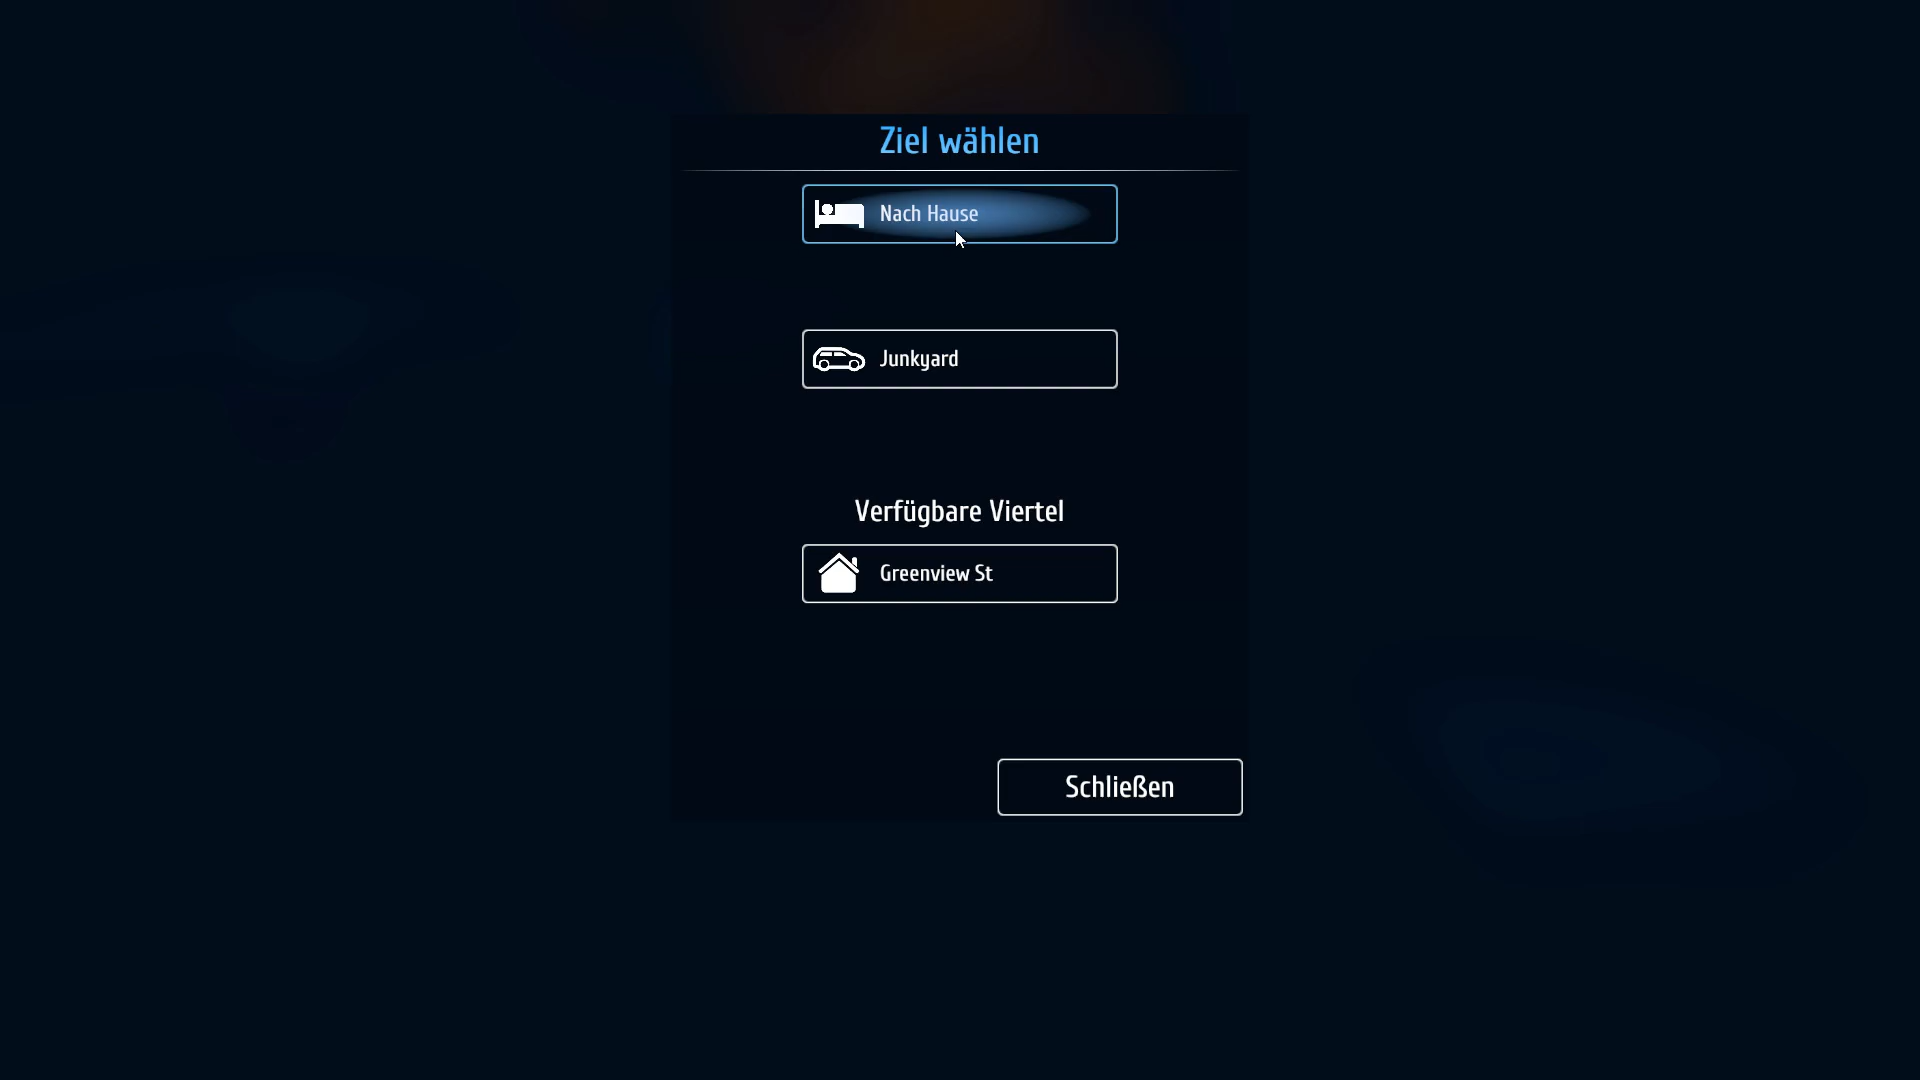 Ziel wählen
Nach Hause
Junkyard
Verfügbare Viertel
Greenview St
Schließen